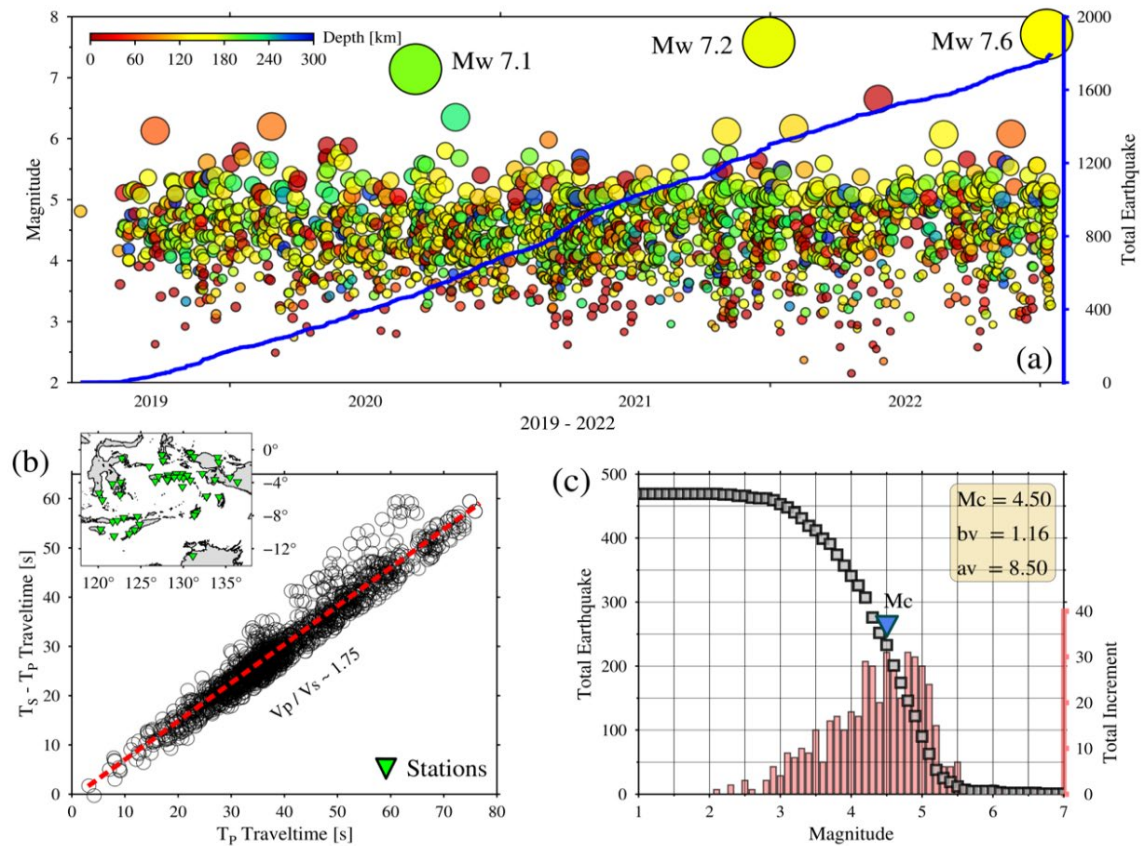 8
7
6
5
4
3
2
Magnitude
Depth [km]
0 60 120 180 240 300
Mw 7.1
Mw 7.2
Mw 7.6
2000
1600
1200
800
400
0
Total Earthquake
(a)
2019 2020 2021 2022
2019 - 2022
(b)
0°
−4°
−8°
−12°
120° 125° 130° 135°
60
50
40
30
20
10
0
TS - TP Traveltime [s]
Vp / Vs ~ 1.75
Stations
0 10 20 30 40 50 60 70 80
TP Traveltime [s]
(c)
500
450
400
350
300
250
200
150
100
50
0
Total Earthquake
Mc = 4.50
bv = 1.16
av = 8.50
Mc
40
30
20
10
0
Total Increment
1 2 3 4 5 6 7
Magnitude